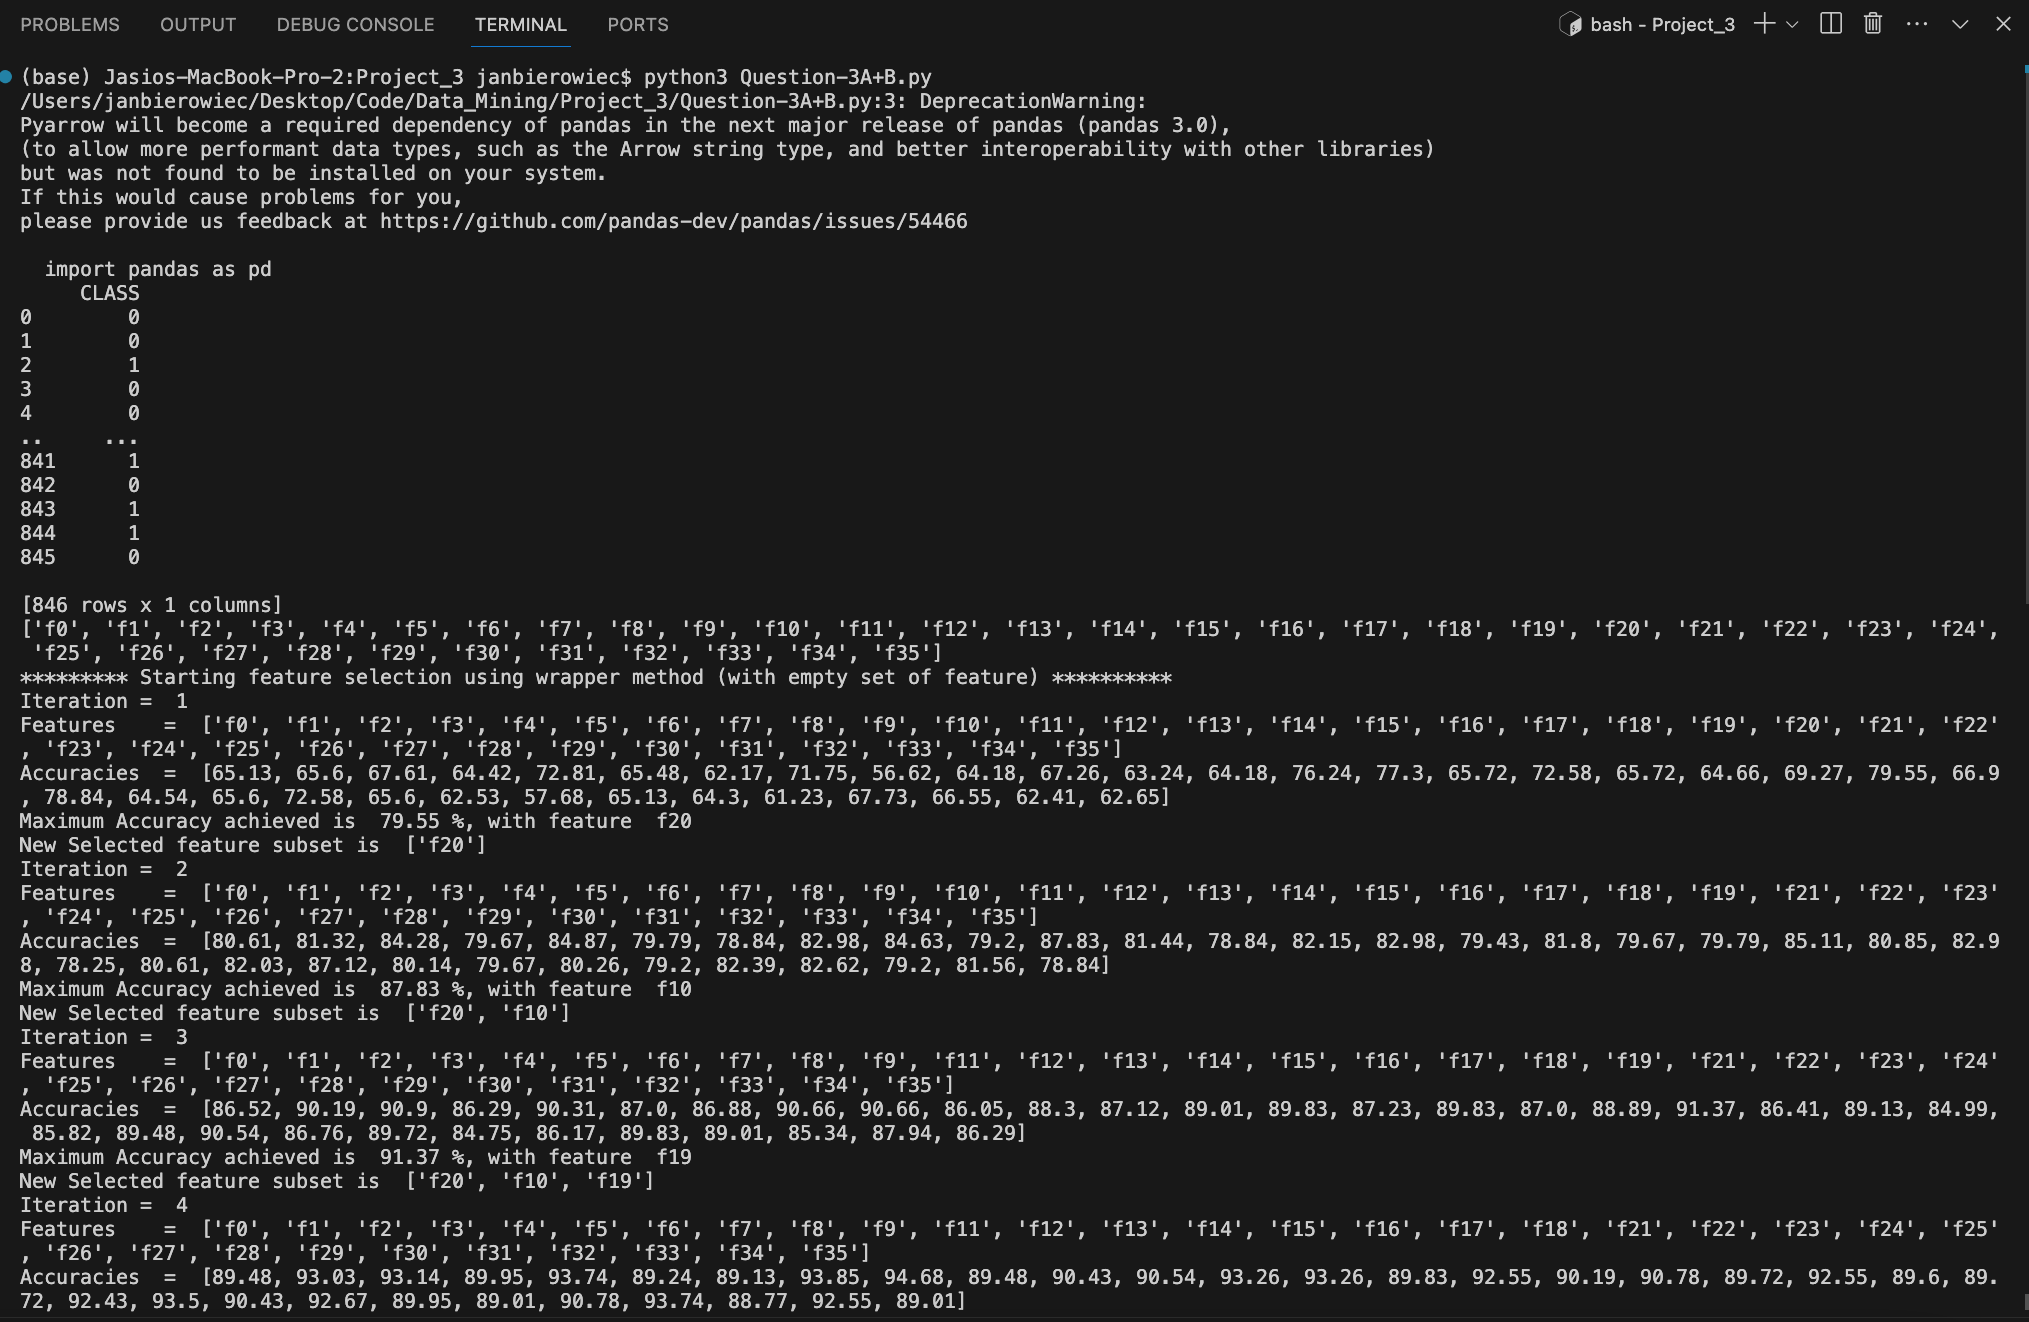 PROBLEMS OUTPUT DEBUG CONSOLE TERMINAL PORTS bash - Project_3
(base) Jasios-MacBook-Pro-2:Project_3 janbierowiec$ python3 Question-3A+B.py
/Users/janbierowiec/Desktop/Code/Data_Mining/Project_3/Question-3A+B.py:3: DeprecationWarning:
Pyarrow will become a required dependency of pandas in the next major release of pandas (pandas 3.0),
(to allow more performant data types, such as the Arrow string type, and better interoperability with other libraries)
but was not found to be installed on your system.
If this would cause problems for you,
please provide us feedback at https://github.com/pandas-dev/pandas/issues/54466
import pandas as pd
CLASS
0 0
1 0
2 1
3 0
4 0
.. ...
841 1
842 0
843 1
844 1
845 0
[846 rows x 1 columns]
['f0', 'f1', 'f2', 'f3', 'f4', 'f5', 'f6', 'f7', 'f8', 'f9', 'f10', 'f11', 'f12', 'f13', 'f14', 'f15', 'f16', 'f17', 'f18', 'f19', 'f20', 'f21', 'f22', 'f23', 'f24',
'f25', 'f26', 'f27', 'f28', 'f29', 'f30', 'f31', 'f32', 'f33', 'f34', 'f35']
********* Starting feature selection using wrapper method (with empty set of feature) **********
Iteration = 1
Features = ['f0', 'f1', 'f2', 'f3', 'f4', 'f5', 'f6', 'f7', 'f8', 'f9', 'f10', 'f11', 'f12', 'f13', 'f14', 'f15', 'f16', 'f17', 'f18', 'f19', 'f20', 'f21', 'f22'
, 'f23', 'f24', 'f25', 'f26', 'f27', 'f28', 'f29', 'f30', 'f31', 'f32', 'f33', 'f34', 'f35']
Accuracies = [65.13, 65.6, 67.61, 64.42, 72.81, 65.48, 62.17, 71.75, 56.62, 64.18, 67.26, 63.24, 64.18, 76.24, 77.3, 65.72, 72.58, 65.72, 64.66, 69.27, 79.55, 66.9
, 78.84, 64.54, 65.6, 72.58, 65.6, 62.53, 57.68, 65.13, 64.3, 61.23, 67.73, 66.55, 62.41, 62.65]
Maximum Accuracy achieved is 79.55 %, with feature f20
New Selected feature subset is ['f20']
Iteration = 2
Features = ['f0', 'f1', 'f2', 'f3', 'f4', 'f5', 'f6', 'f7', 'f8', 'f9', 'f10', 'f11', 'f12', 'f13', 'f14', 'f15', 'f16', 'f17', 'f18', 'f19', 'f21', 'f22', 'f23'
, 'f24', 'f25', 'f26', 'f27', 'f28', 'f29', 'f30', 'f31', 'f32', 'f33', 'f34', 'f35']
Accuracies = [80.61, 81.32, 84.28, 79.67, 84.87, 79.79, 78.84, 82.98, 84.63, 79.2, 87.83, 81.44, 78.84, 82.15, 82.98, 79.43, 81.8, 79.67, 79.79, 85.11, 80.85, 82.9
8, 78.25, 80.61, 82.03, 87.12, 80.14, 79.67, 80.26, 79.2, 82.39, 82.62, 79.2, 81.56, 78.84]
Maximum Accuracy achieved is 87.83 %, with feature f10
New Selected feature subset is ['f20', 'f10']
Iteration = 3
Features = ['f0', 'f1', 'f2', 'f3', 'f4', 'f5', 'f6', 'f7', 'f8', 'f9', 'f11', 'f12', 'f13', 'f14', 'f15', 'f16', 'f17', 'f18', 'f19', 'f21', 'f22', 'f23', 'f24'
, 'f25', 'f26', 'f27', 'f28', 'f29', 'f30', 'f31', 'f32', 'f33', 'f34', 'f35']
Accuracies = [86.52, 90.19, 90.9, 86.29, 90.31, 87.0, 86.88, 90.66, 90.66, 86.05, 88.3, 87.12, 89.01, 89.83, 87.23, 89.83, 87.0, 88.89, 91.37, 86.41, 89.13, 84.99,
85.82, 89.48, 90.54, 86.76, 89.72, 84.75, 86.17, 89.83, 89.01, 85.34, 87.94, 86.29]
Maximum Accuracy achieved is 91.37 %, with feature f19
New Selected feature subset is ['f20', 'f10', 'f19']
Iteration = 4
Features = ['f0', 'f1', 'f2', 'f3', 'f4', 'f5', 'f6', 'f7', 'f8', 'f9', 'f11', 'f12', 'f13', 'f14', 'f15', 'f16', 'f17', 'f18', 'f21', 'f22', 'f23', 'f24', 'f25'
, 'f26', 'f27', 'f28', 'f29', 'f30', 'f31', 'f32', 'f33', 'f34', 'f35']
Accuracies = [89.48, 93.03, 93.14, 89.95, 93.74, 89.24, 89.13, 93.85, 94.68, 89.48, 90.43, 90.54, 93.26, 93.26, 89.83, 92.55, 90.19, 90.78, 89.72, 92.55, 89.6, 89.
72, 92.43, 93.5, 90.43, 92.67, 89.95, 89.01, 90.78, 93.74, 88.77, 92.55, 89.01]